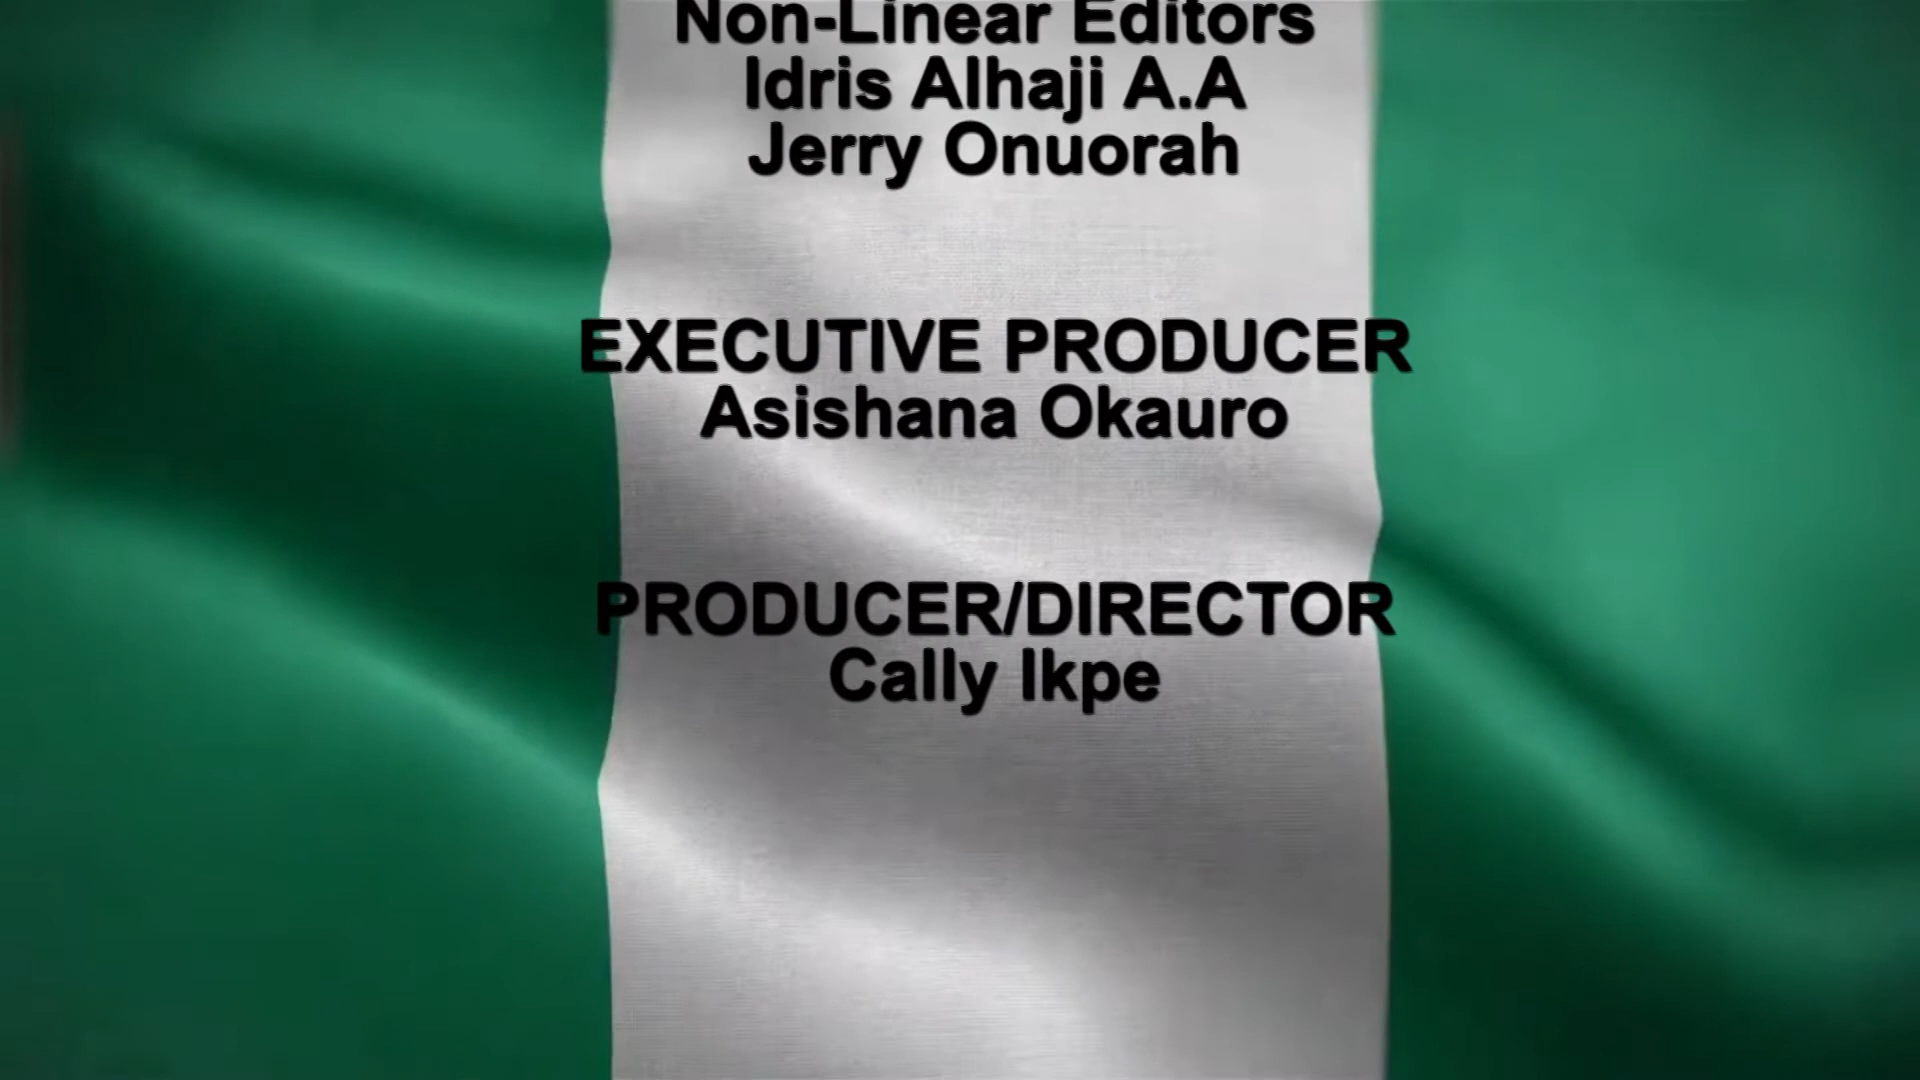 Non-Linear Editors
Idris Alhaji A.A
Jerry Onuorah
EXECUTIVE PRODUCER
Asishana Okauro
PRODUCER/DIRECTOR
Cally Ikpe